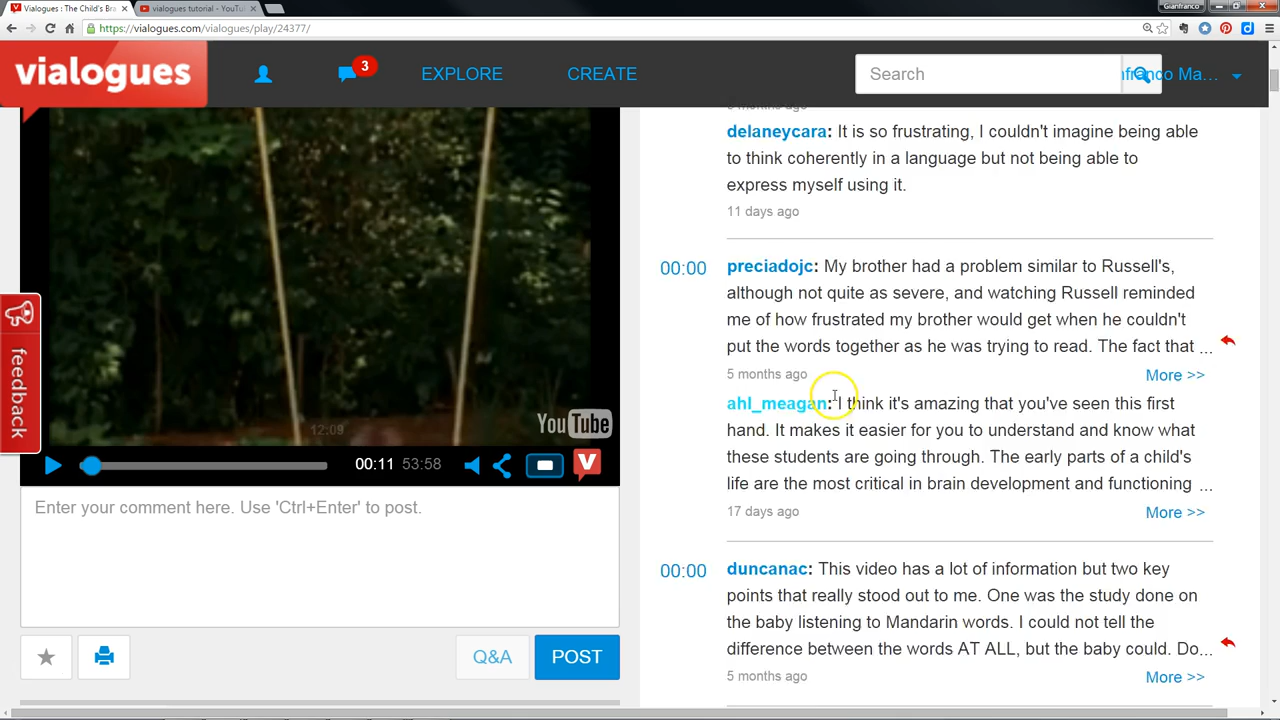 Vialogues : The Child's Bra
vialogues tutorial - YouTu
Gianfranco
https://vialogues.com/vialogues/play/24377/
vialogues
3
EXPLORE
CREATE
Search
nfranco Ma...
delaneycara: It is so frustrating, I couldn't imagine being able
to think coherently in a language but not being able to
express myself using it.
11 days ago
00:00
preciadojc: My brother had a problem similar to Russell's,
although not quite as severe, and watching Russell reminded
me of how frustrated my brother would get when he couldn't
put the words together as he was trying to read. The fact that ...
5 months ago
More >>
ahl_meagan: I think it's amazing that you've seen this first
hand. It makes it easier for you to understand and know what
these students are going through. The early parts of a child's
life are the most critical in brain development and functioning ...
17 days ago
More >>
00:00
duncanac: This video has a lot of information but two key
points that really stood out to me. One was the study done on
the baby listening to Mandarin words. I could not tell the
difference between the words AT ALL, but the baby could. Do...
5 months ago
More >>
feedback
12:09
YouTube
00:11 53:58
V
Enter your comment here. Use 'Ctrl+Enter' to post.
Q&A
POST